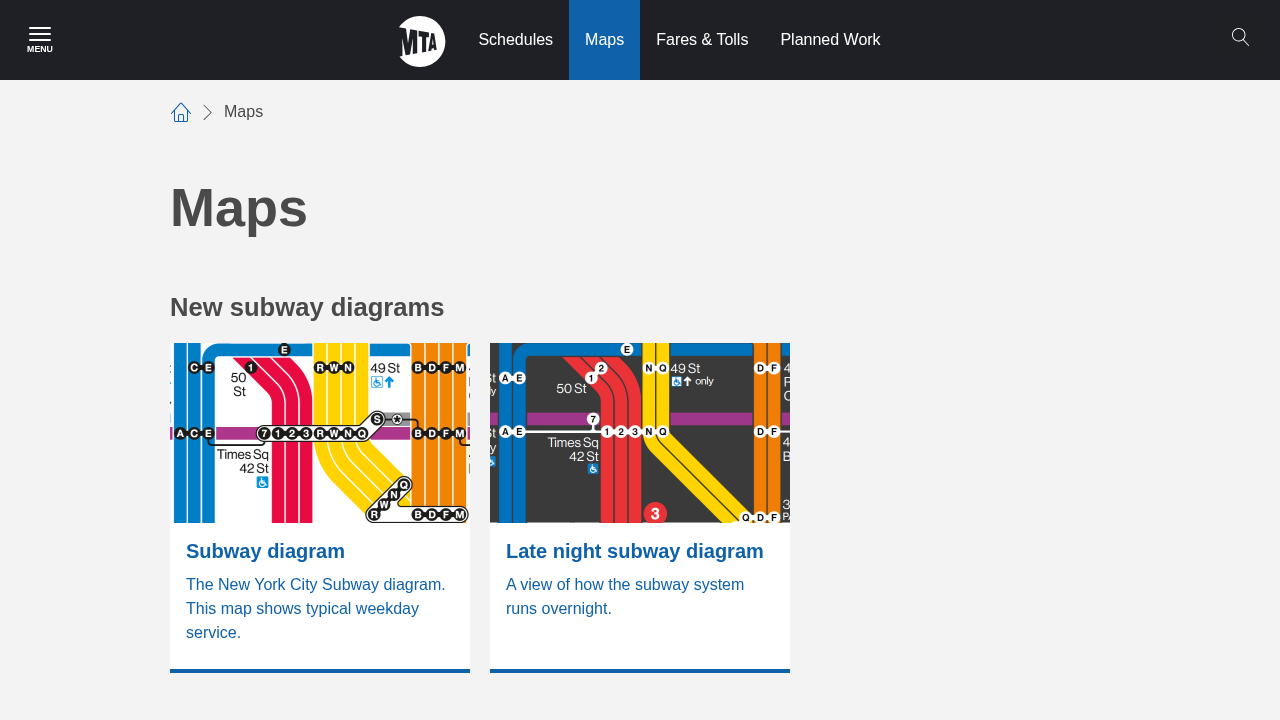 MENU
MTA
Schedules
Maps
Fares & Tolls
Planned Work
Maps
Maps
New subway diagrams
E
C E
1
R W N
49 St
B D F M
50
St
S
A C E
7 1 2 3 R W N Q
B D F M
Times Sq
42 St
Q
N
W
R
B D F M
E
2
N Q
49 St
D F
A E
1
only
50 St
7
A E
1 2 3 N Q
D F
Times Sq
42 St
3
Q D F
Subway diagram
The New York City Subway diagram.
This map shows typical weekday
service.
Late night subway diagram
A view of how the subway system
runs overnight.